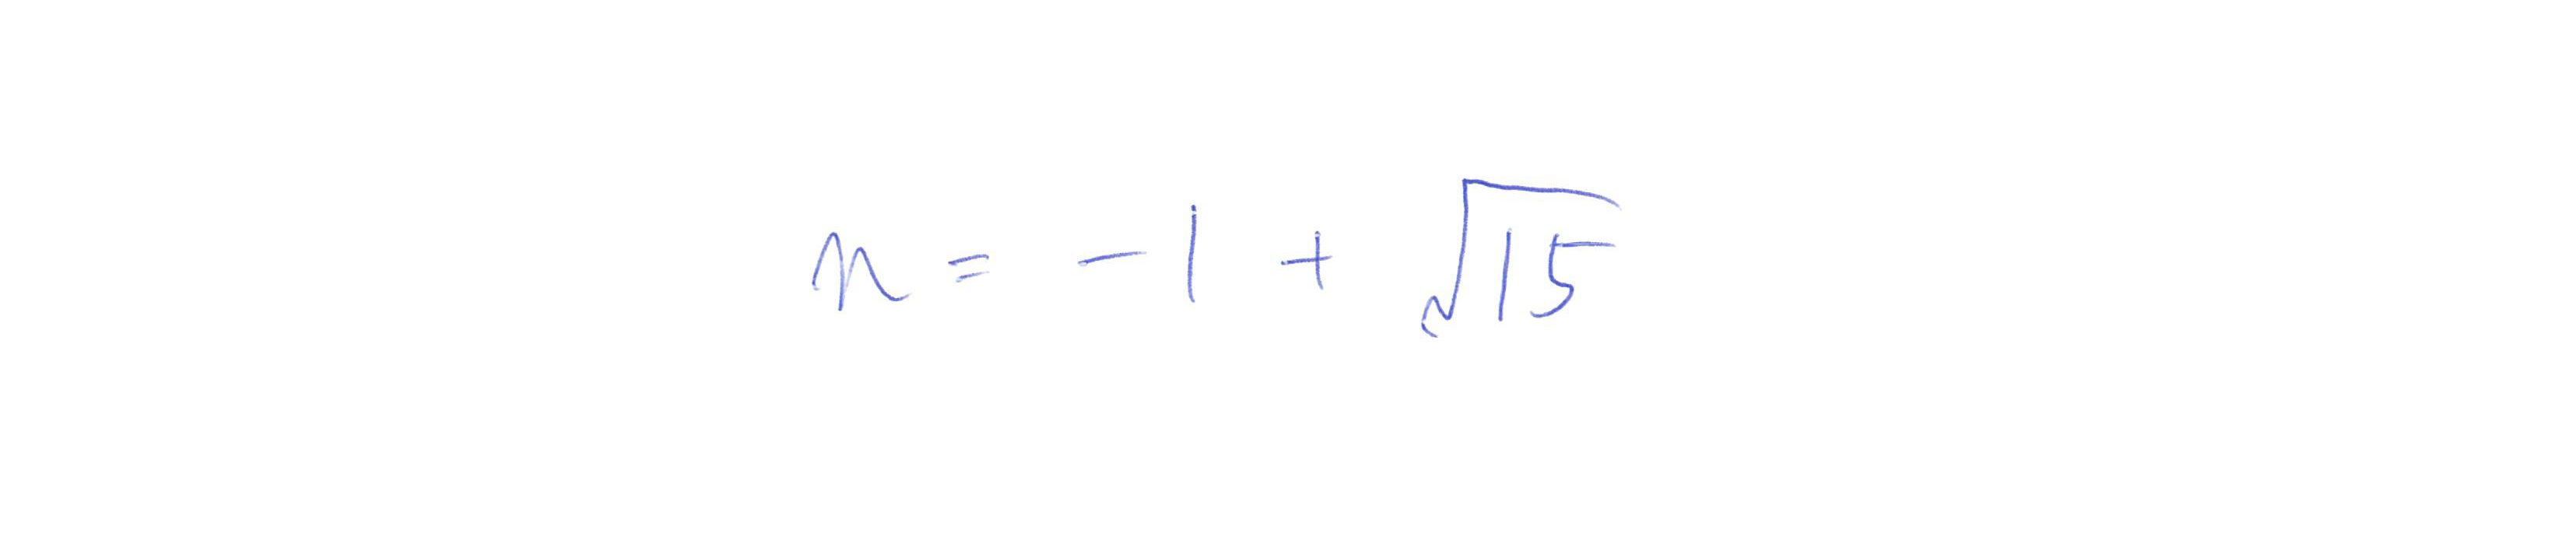 n = - 1 + √15